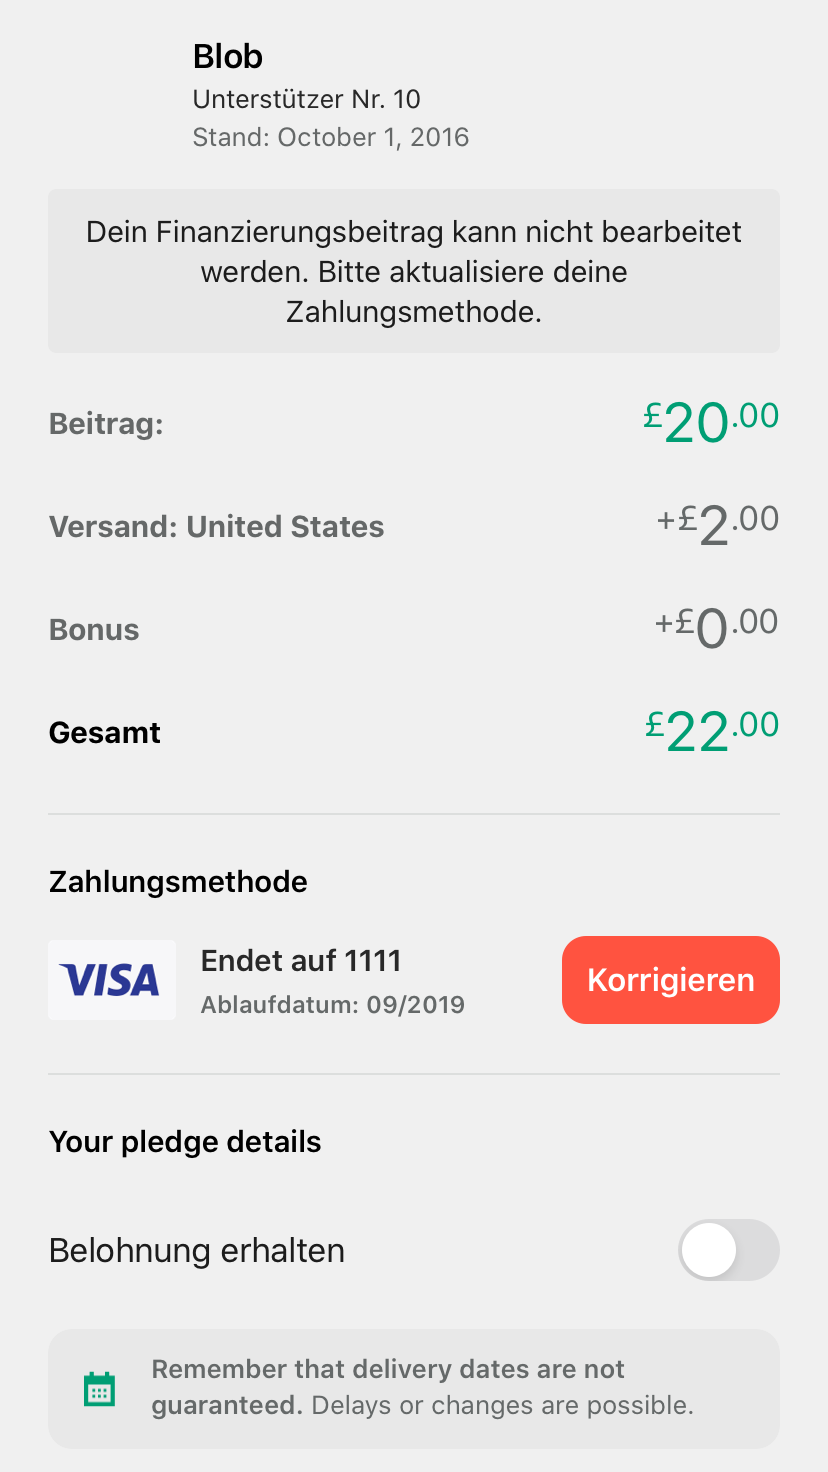 Blob
Unterstützer Nr. 10
Stand: October 1, 2016
Dein Finanzierungsbeitrag kann nicht bearbeitet
werden. Bitte aktualisiere deine
Zahlungsmethode.
Beitrag: £20.00
Versand: United States +£2.00
Bonus +£0.00
Gesamt £22.00
Zahlungsmethode
VISA
Endet auf 1111
Ablaufdatum: 09/2019
Korrigieren
Your pledge details
Belohnung erhalten
Remember that delivery dates are not
guaranteed. Delays or changes are possible.